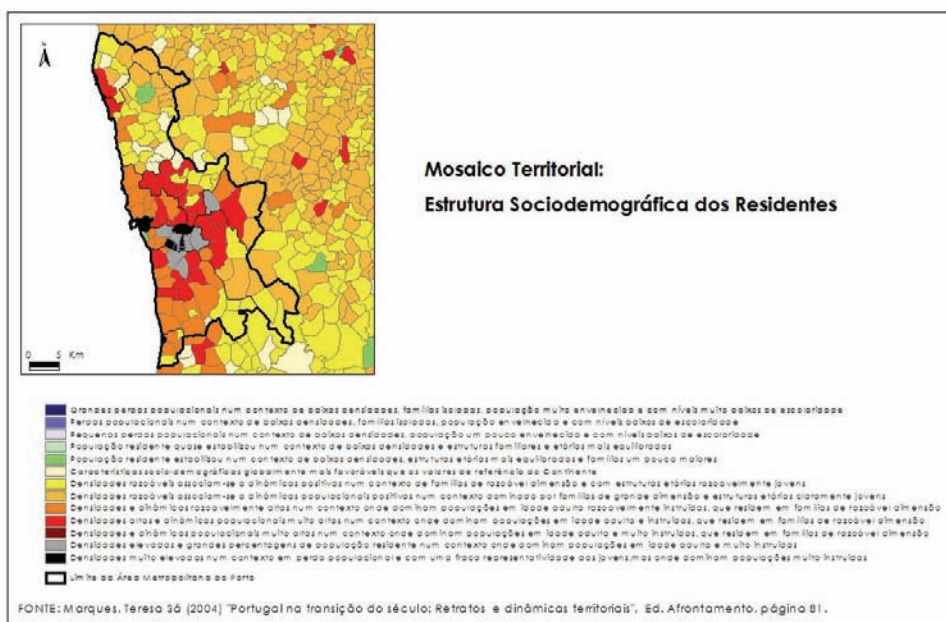 N
0 5 Km
Mosaico Territorial:
Estrutura Sociodemográfica dos Residentes
Grandes perdas populacionais num contexto de baixas densidades, famílias isoladas, população muito envelhecida e com níveis muito baixos de escolaridade
Perdas populacionais num contexto de baixas densidades, famílias isoladas, população envelhecida e com níveis baixos de escolaridade
Pequenas perdas populacionais num contexto de baixas densidades, população um pouco envelhecida e com níveis baixos de escolaridade
População residente quase estabilizou num contexto de baixas densidades e estruturas familiares e etárias mais equilibradas
População residente estabilizou num contexto de baixas densidades, estruturas etárias mais equilibradas e famílias um pouco maiores
Características socio-demográficas globalmente mais favoráveis que os valores de referência do Continente
Densidades razoáveis associam-se a dinâmicas positivas num contexto de famílias de razoável dimensão e com estruturas etárias razoavelmente jovens
Densidades razoáveis associam-se a dinâmicas populacionais positivas num contexto dominado por famílias de grande dimensão e estruturas etárias claramente jovens
Densidades e dinâmicas razoavelmente altas num contexto onde dominam populações em idade adulta razoavelmente instruídas, que residem em famílias de razoável dimensão
Densidades altas e dinâmicas populacionais muito altas num contexto onde dominam populações em idade adulta e instruídas, que residem em famílias de razoável dimensão
Densidades e dinâmicas populacionais muito altas num contexto onde dominam populações em idade adulta e muito instruídas, que residem em famílias de razoável dimensão
Densidades elevadas e grandes percentagens de população residente num contexto onde dominam populações em idade adulta e muito instruídas
Densidades muito elevadas num contexto em perda populacional e com uma fraca representatividade aos jovens, mas onde dominam populações muito instruídas
Limite da Área Metropolitana do Porto
FONTE: Marques, Teresa Sá (2004) "Portugal na transição do século: Retratos e dinâmicas territoriais". Ed. Afrontamento, página 81.